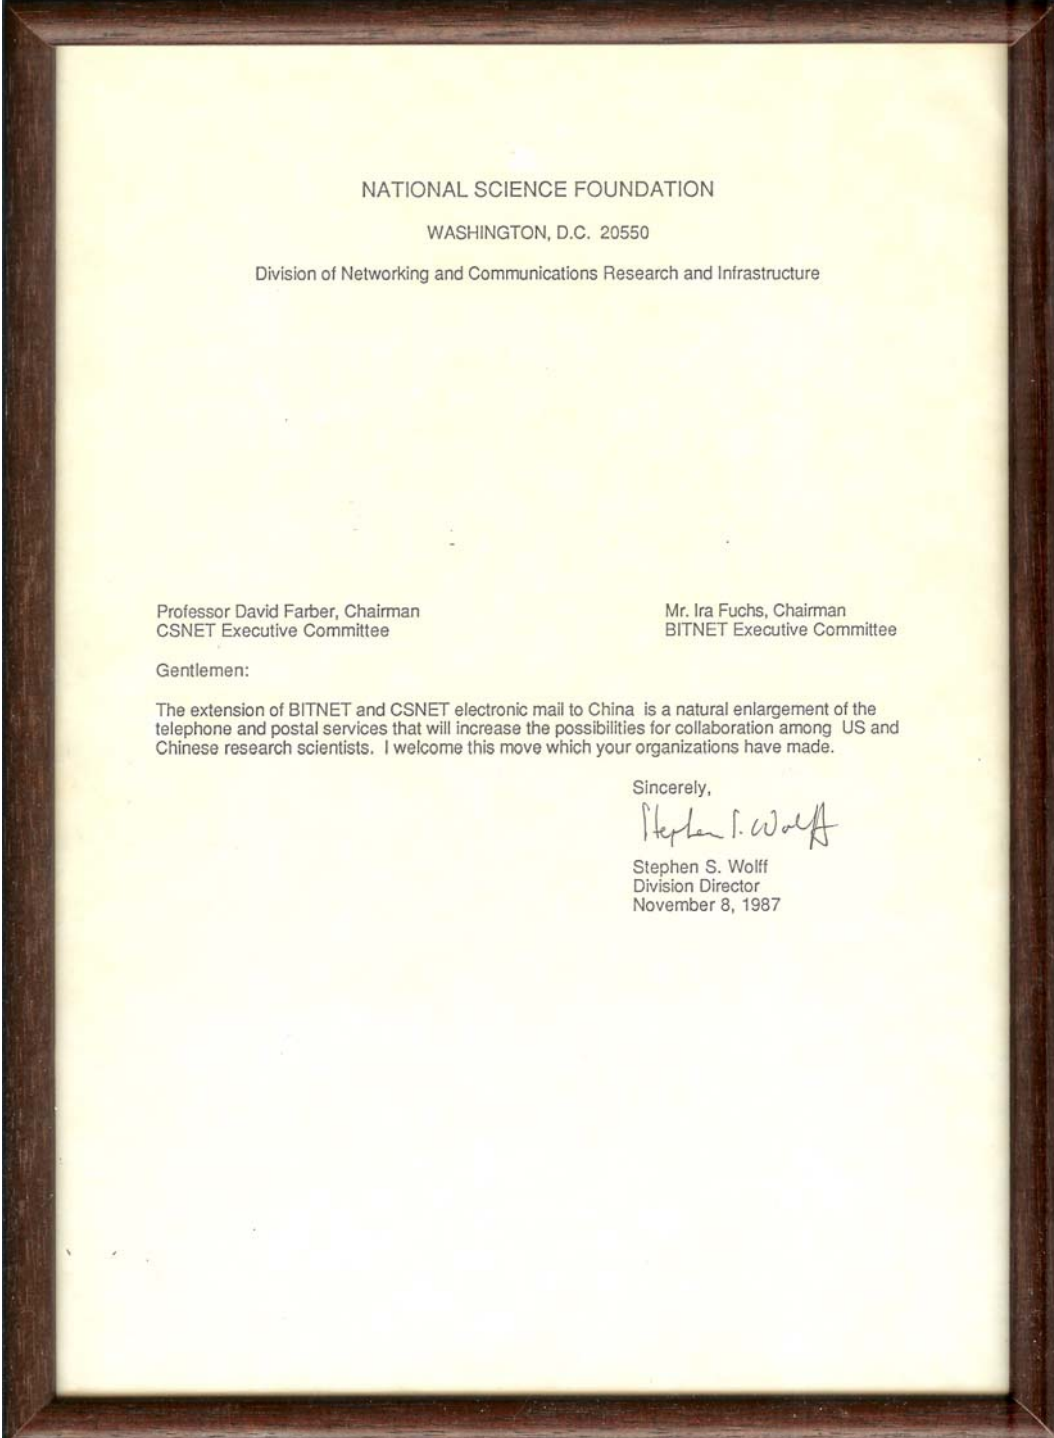 NATIONAL SCIENCE FOUNDATION
WASHINGTON, D.C. 20550
Division of Networking and Communications Research and Infrastructure
Professor David Farber, Chairman
CSNET Executive Committee
Mr. Ira Fuchs, Chairman
BITNET Executive Committee
Gentlemen:
The extension of BITNET and CSNET electronic mail to China is a natural enlargement of the
telephone and postal services that will increase the possibilities for collaboration among US and
Chinese research scientists. I welcome this move which your organizations have made.
Sincerely,
Stephen S. Wolff
Stephen S. Wolff
Division Director
November 8, 1987